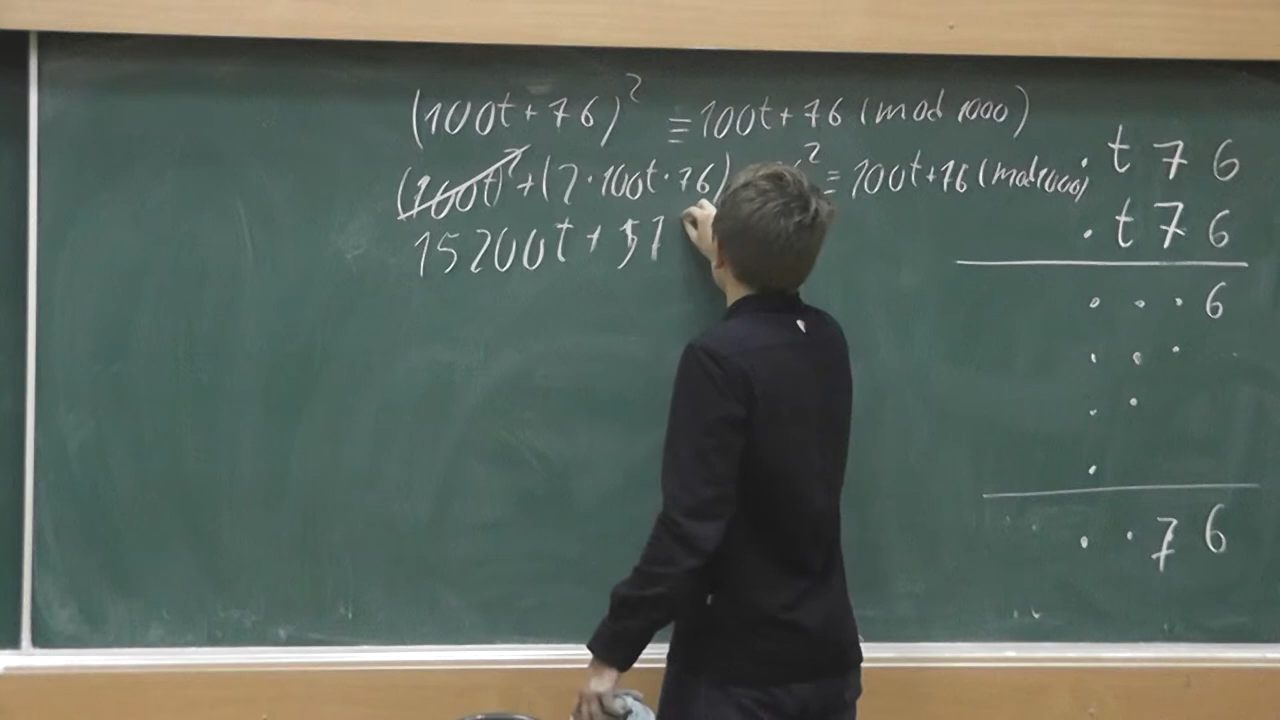 (100t + 76)² ≡ 100t + 76 (mod 1000)
(100t)² + (2·100t·76) ² ≡ 100t + 76 (mod 1000)
15200t + 57
. t 7 6
. t 7 6
. . . 6
. . .
. .
.
. . 7 6